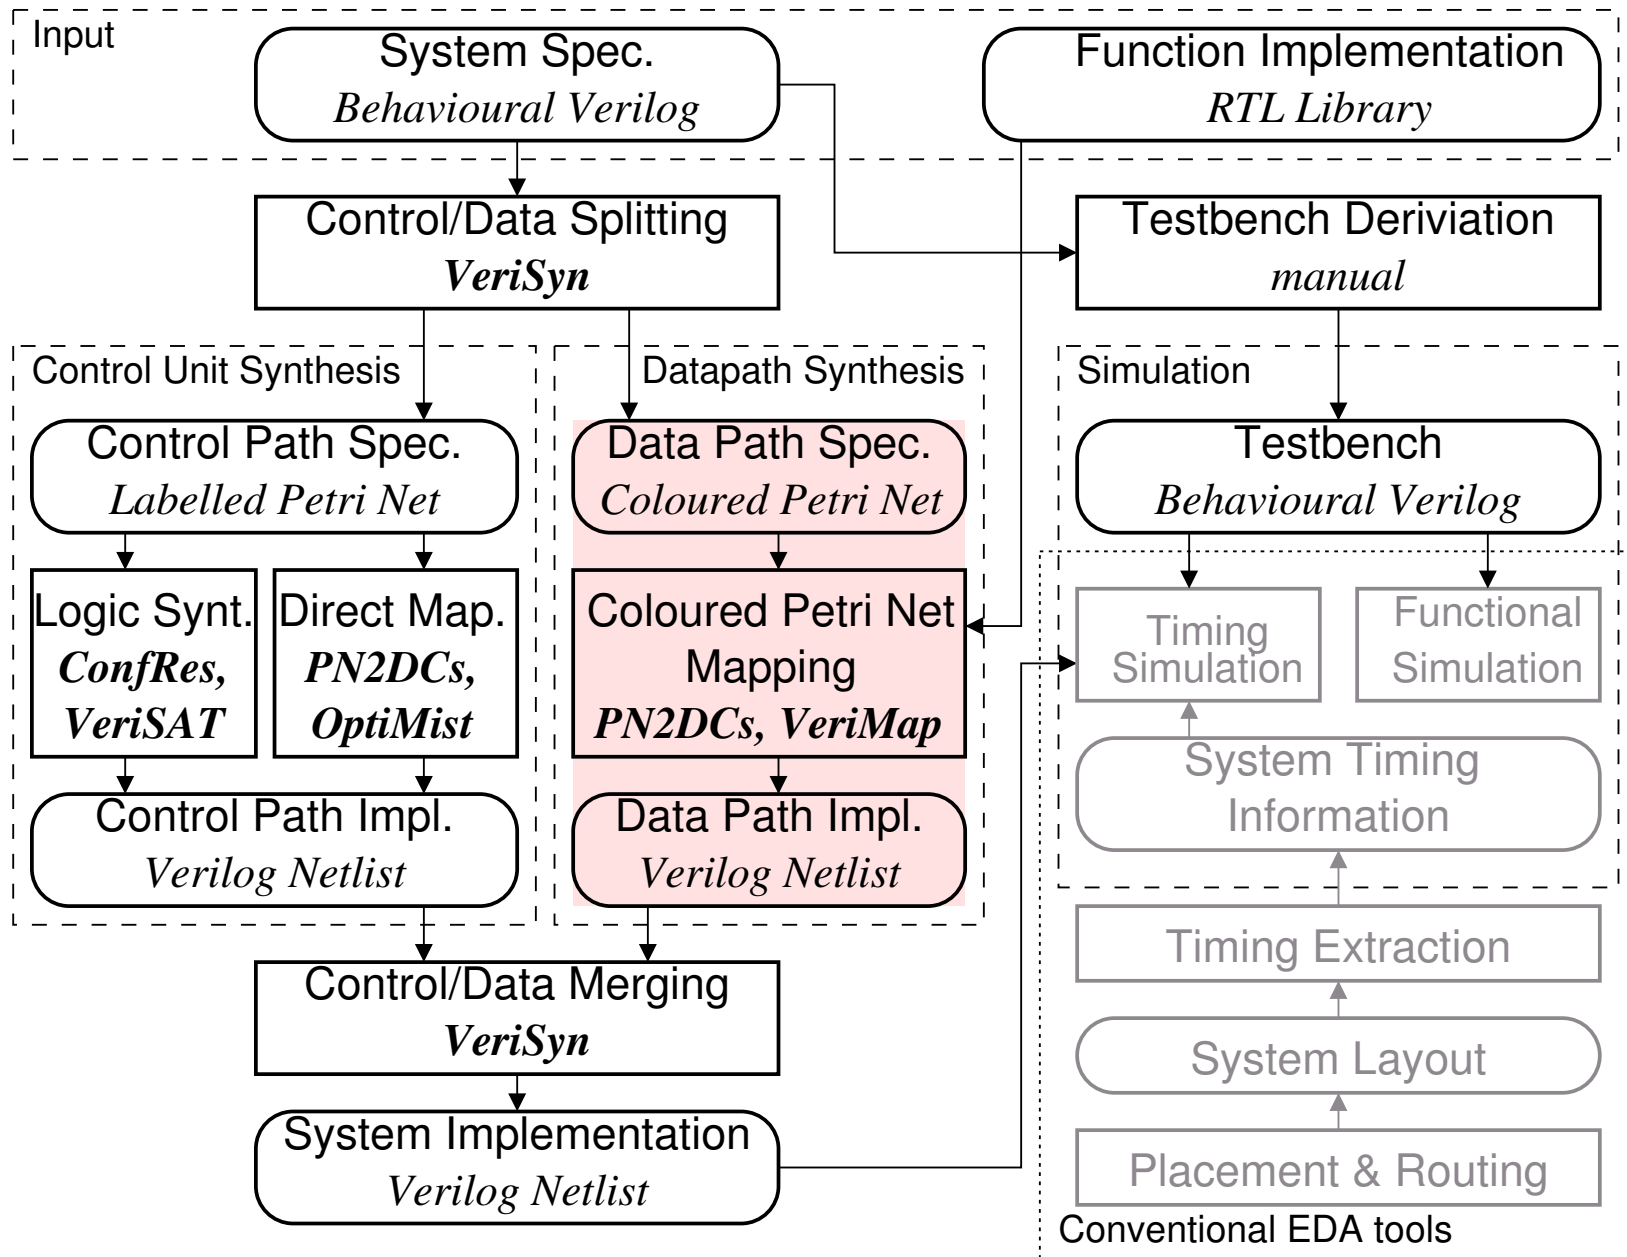 Input
System Spec.
Behavioural Verilog
Function Implementation
RTL Library
Control/Data Splitting
VeriSyn
Testbench Deriviation
manual
Control Unit Synthesis
Datapath Synthesis
Simulation
Control Path Spec.
Labelled Petri Net
Data Path Spec.
Coloured Petri Net
Testbench
Behavioural Verilog
Logic Synt.
ConfRes,
VeriSAT
Direct Map.
PN2DCs,
OptiMist
Coloured Petri Net
Mapping
PN2DCs, VeriMap
Timing
Simulation
Functional
Simulation
System Timing
Information
Control Path Impl.
Verilog Netlist
Data Path Impl.
Verilog Netlist
Timing Extraction
Control/Data Merging
VeriSyn
System Layout
System Implementation
Verilog Netlist
Placement & Routing
Conventional EDA tools